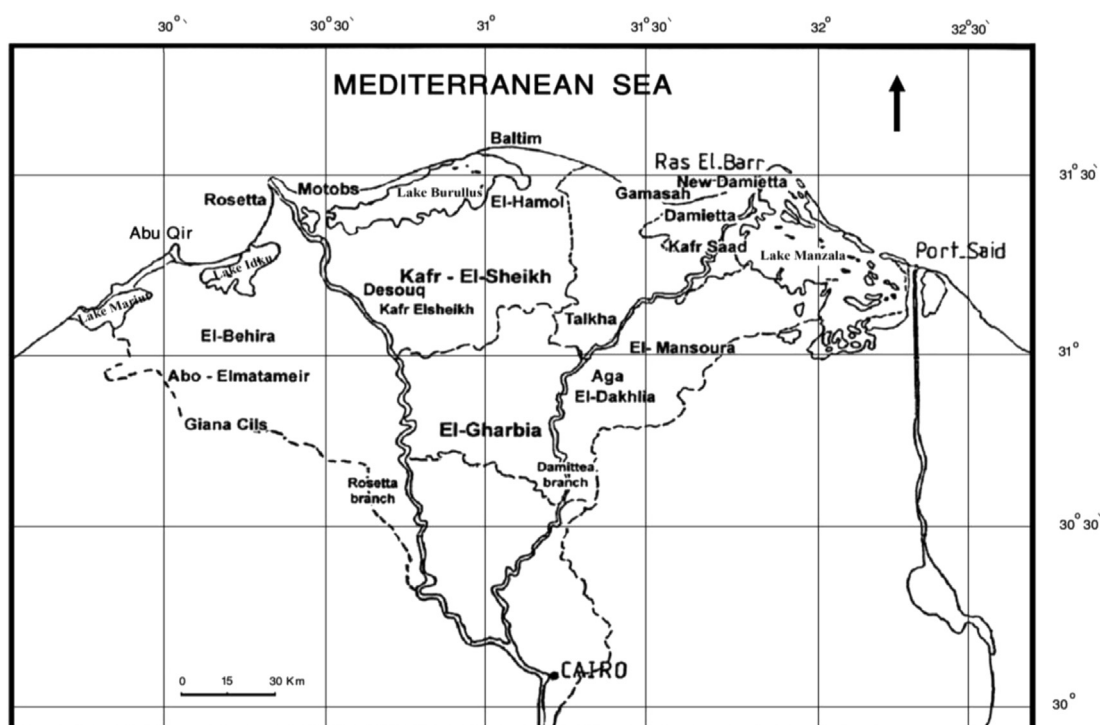 30° 30°30` 31° 31°30` 32° 32°30`
MEDITERRANEAN SEA
Baltim
Ras El.Barr
31°30`
Motobs
Lake Burullus
New Damietta
Rosetta
El-Hamol
Gamasah
Damietta
Abu Qir
Kafr Saad
Port Said
Lake Idku
Lake Manzala
Kafr - El-Sheikh
Desouq
Lake Mariut
Kafr Elsheikh
Talkha
El-Behira
El- Mansoura
31°
Abo - Elmatameir
Aga
El-Dakhlia
Giana Cils
El-Gharbia
Rosetta
branch
Damittea
branch
30°30`
CAIRO
0 15 30 Km
30°